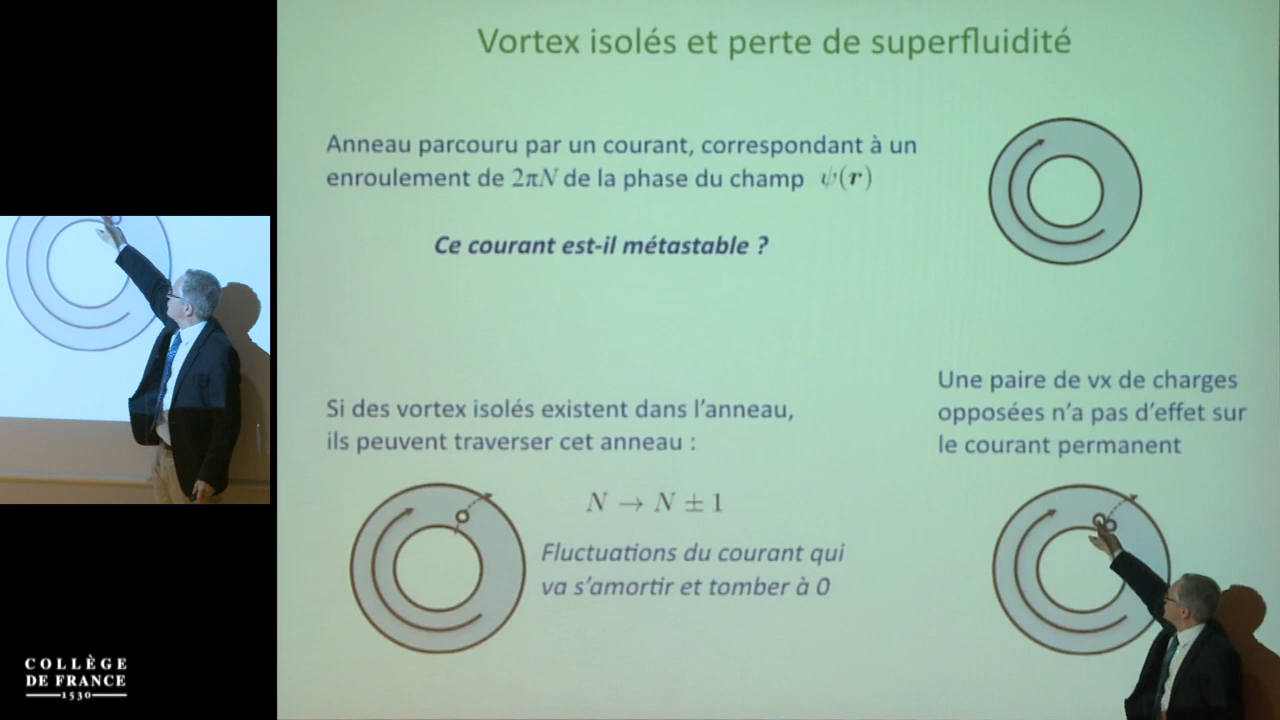 Vortex isolés et perte de superfluidité
Anneau parcouru par un courant, correspondant à un
enroulement de 2πN de la phase du champ ψ(r)
Ce courant est-il métastable ?
Si des vortex isolés existent dans l'anneau,
ils peuvent traverser cet anneau :
N → N ± 1
Fluctuations du courant qui
va s'amortir et tomber à 0
Une paire de vx de charges
opposées n'a pas d'effet sur
le courant permanent
COLLÈGE
DE FRANCE
1530